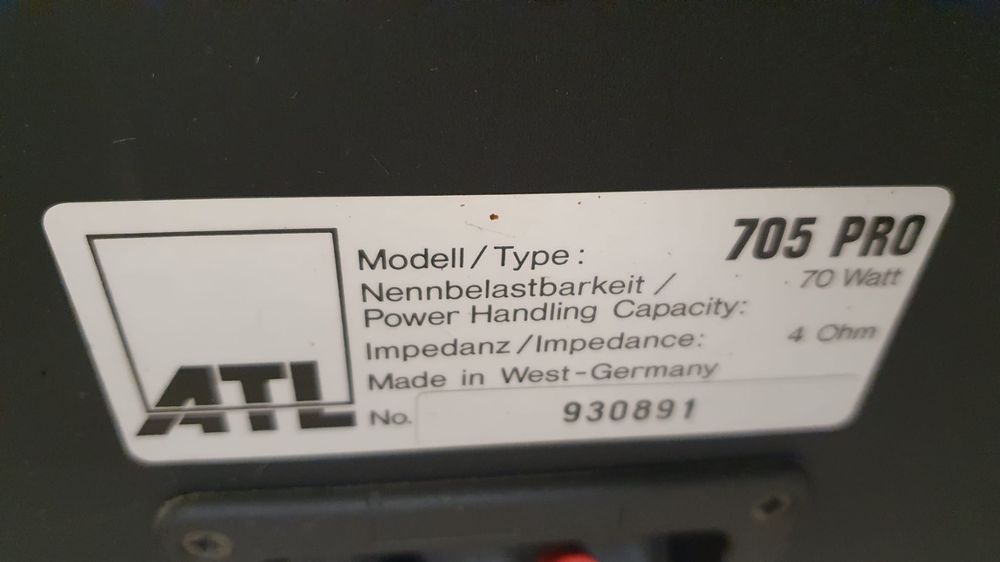 ATL
Modell/Type: 705 PRO
Nennbelastbarkeit / 70 Watt
Power Handling Capacity:
Impedanz/Impedance: 4 Ohm
Made in West-Germany
No. 930891